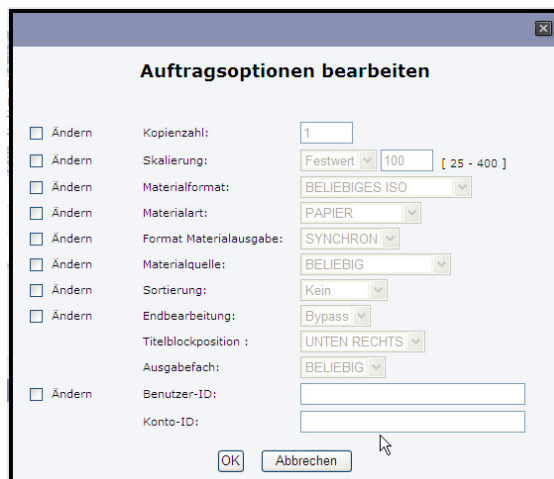 Auftragsoptionen bearbeiten
Ändern Kopienzahl: 1
Ändern Skalierung: Festwert 100 [ 25 - 400 ]
Ändern Materialformat: BELIEBIGES ISO
Ändern Materialart: PAPIER
Ändern Format Materialausgabe: SYNCHRON
Ändern Materialquelle: BELIEBIG
Ändern Sortierung: Kein
Ändern Endbearbeitung: Bypass
Titelblockposition : UNTEN RECHTS
Ausgabefach: BELIEBIG
Ändern Benutzer-ID:
Konto-ID:
OK Abbrechen